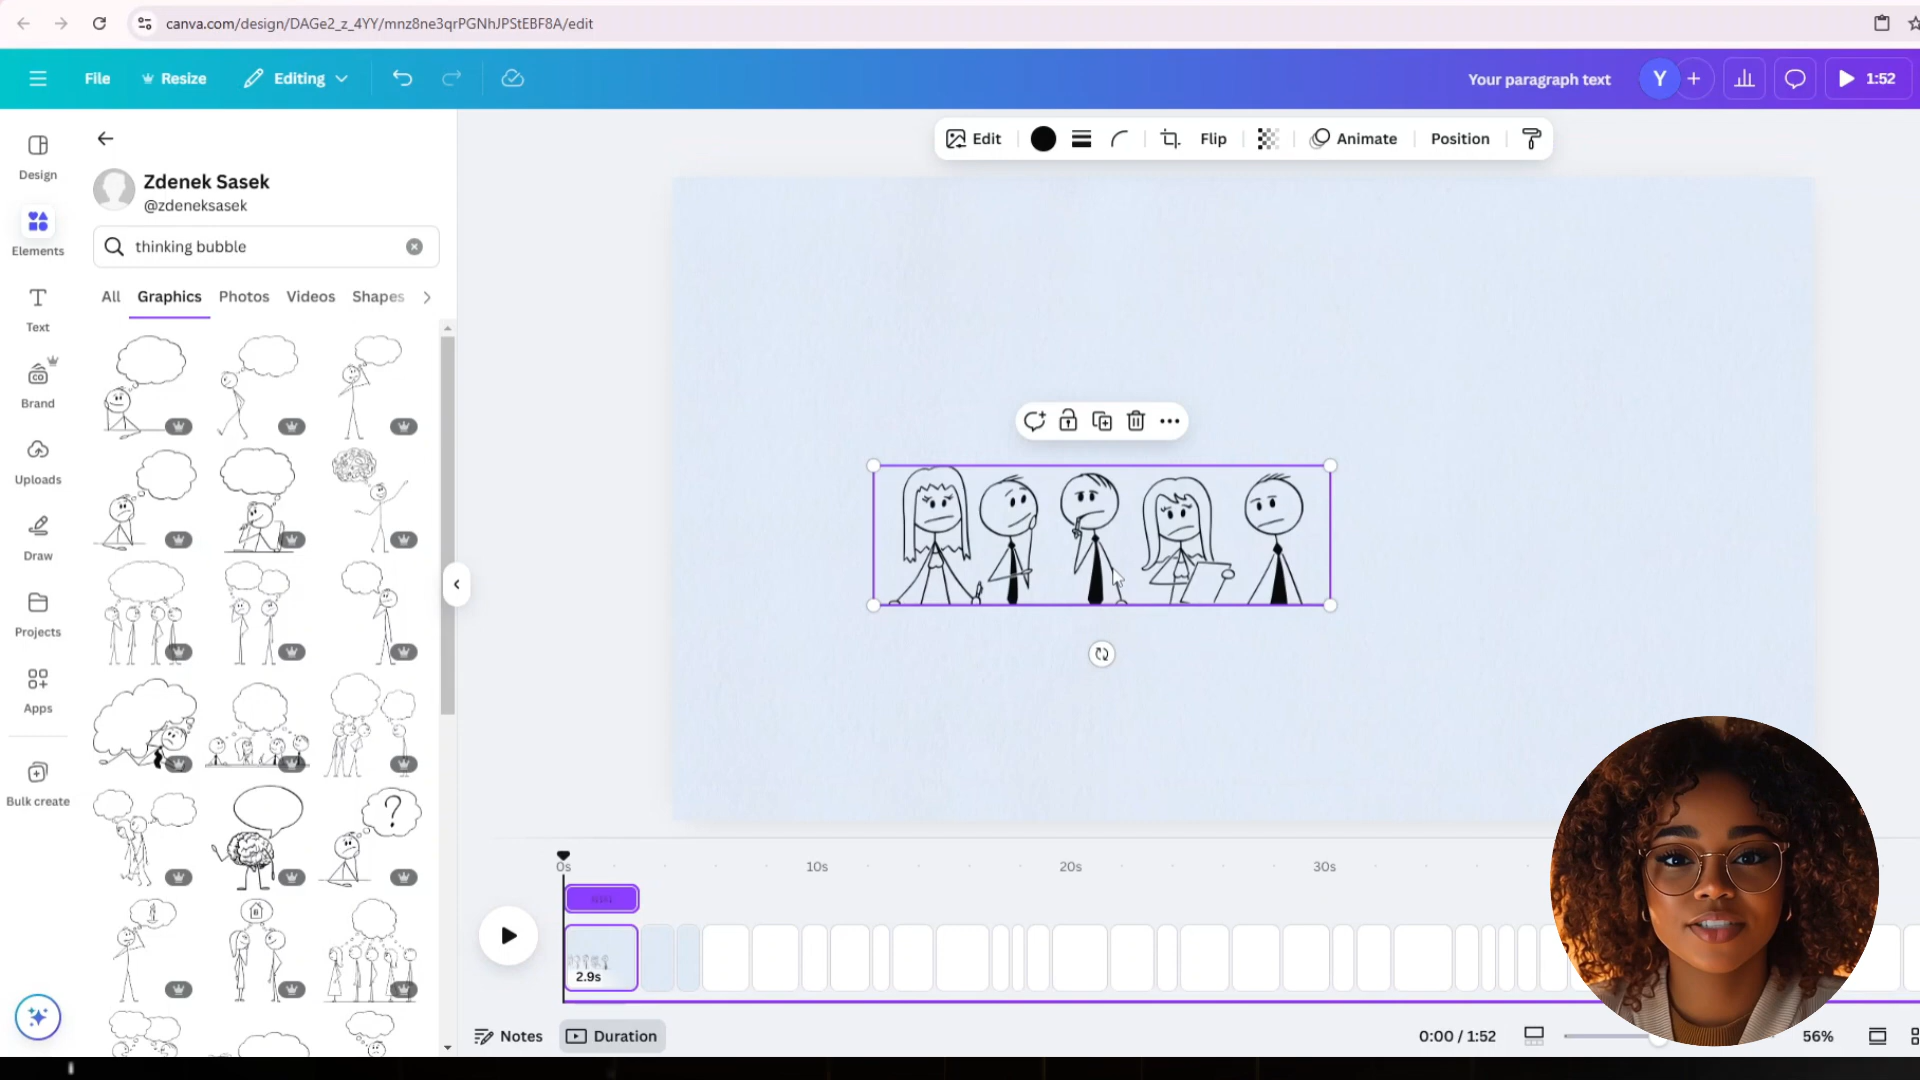 canva.com/design/DAGe2_z_4YY/mnz8ne3qrPGNhJPStEBF8A/edit
File
Resize
Editing
Your paragraph text
Y
1:52
Design
Elements
Text
Brand
Uploads
Draw
Projects
Apps
Bulk create
Zdenek Sasek
@zdeneksasek
thinking bubble
All
Graphics
Photos
Videos
Shapes
?
Edit
Flip
Animate
Position
0s
10s
20s
30s
2.9s
Notes
Duration
0:00 / 1:52
56%